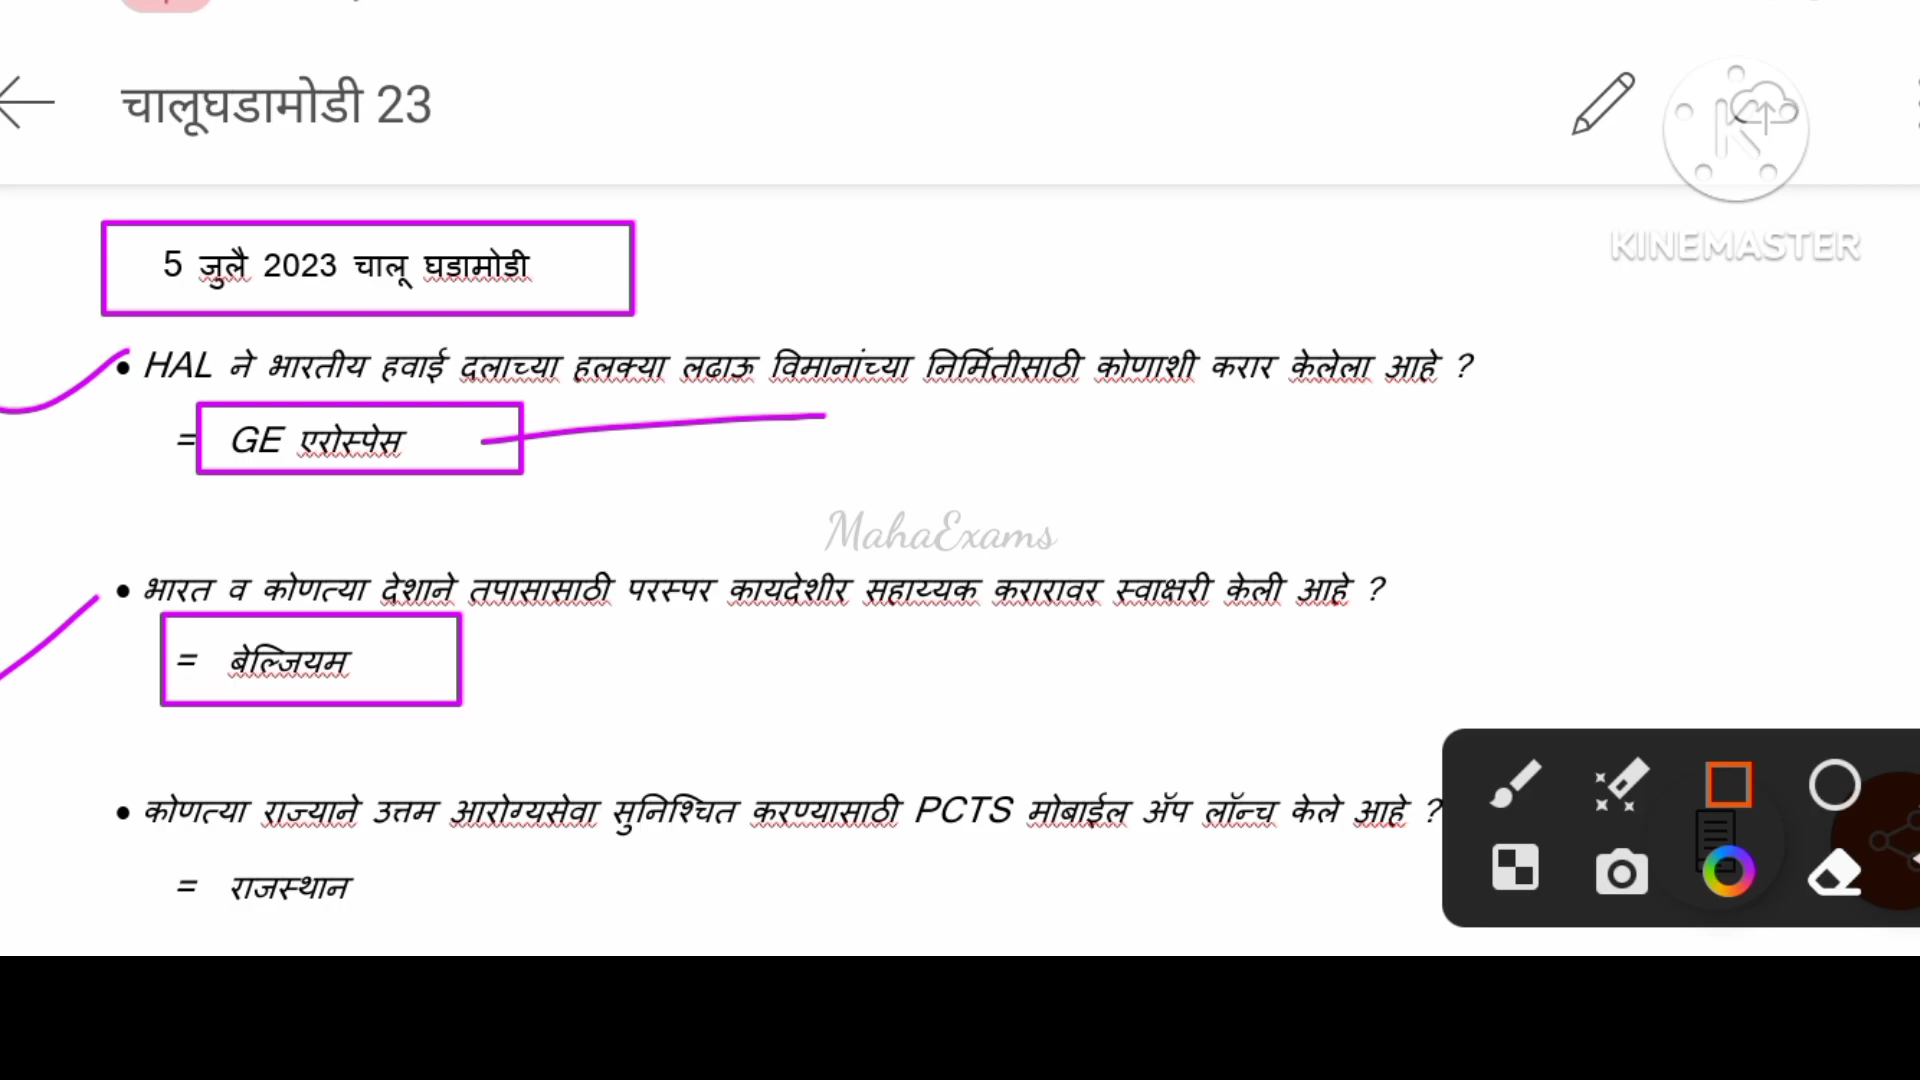 चालूघडामोडी 23
KINEMASTER
5 जुलै 2023 चालू घडामोडी
• HAL ने भारतीय हवाई दलाच्या हलक्या लढाऊ विमानांच्या निर्मितीसाठी कोणाशी करार केलेला आहे ?
= GE एरोस्पेस
MahaExams
• भारत व कोणत्या देशाने तपासासाठी परस्पर कायदेशीर सहाय्यक करारावर स्वाक्षरी केली आहे ?
= बेल्जियम
• कोणत्या राज्याने उत्तम आरोग्यसेवा सुनिश्चित करण्यासाठी PCTS मोबाईल ॲप लॉन्च केले आहे ?
= राजस्थान